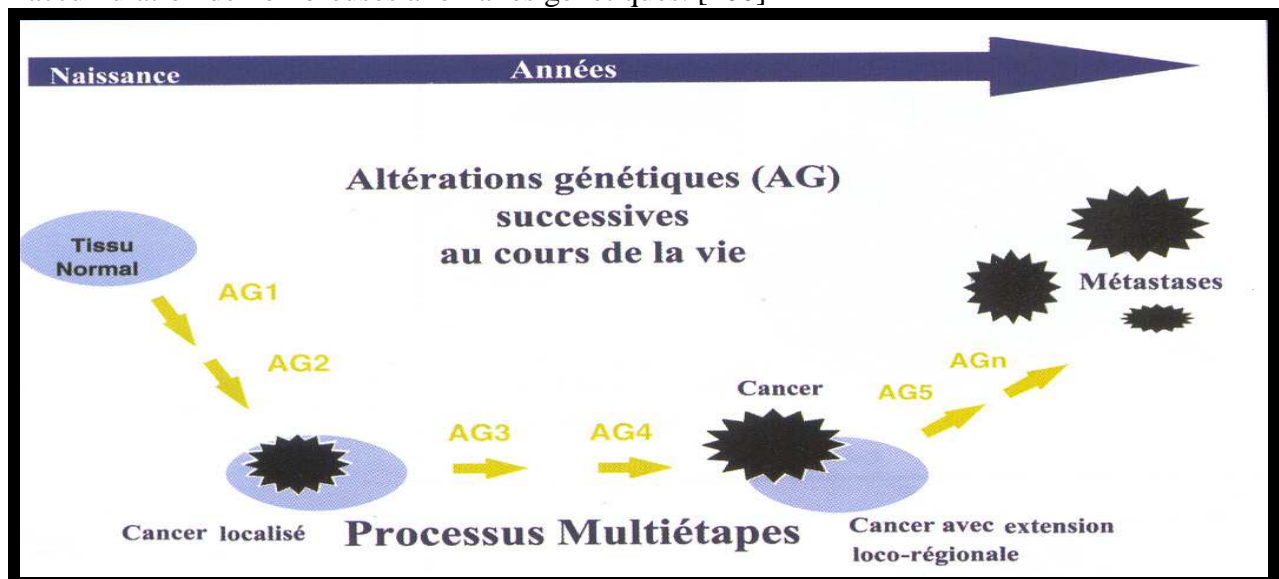 Naissance
Années
Altérations génétiques (AG)
successives
au cours de la vie
Tissu
Normal
AG1
AG2
Cancer localisé
AG3
AG4
Processus Multiétapes
Cancer
Cancer avec extension
loco-régionale
AG5
AGn
Métastases